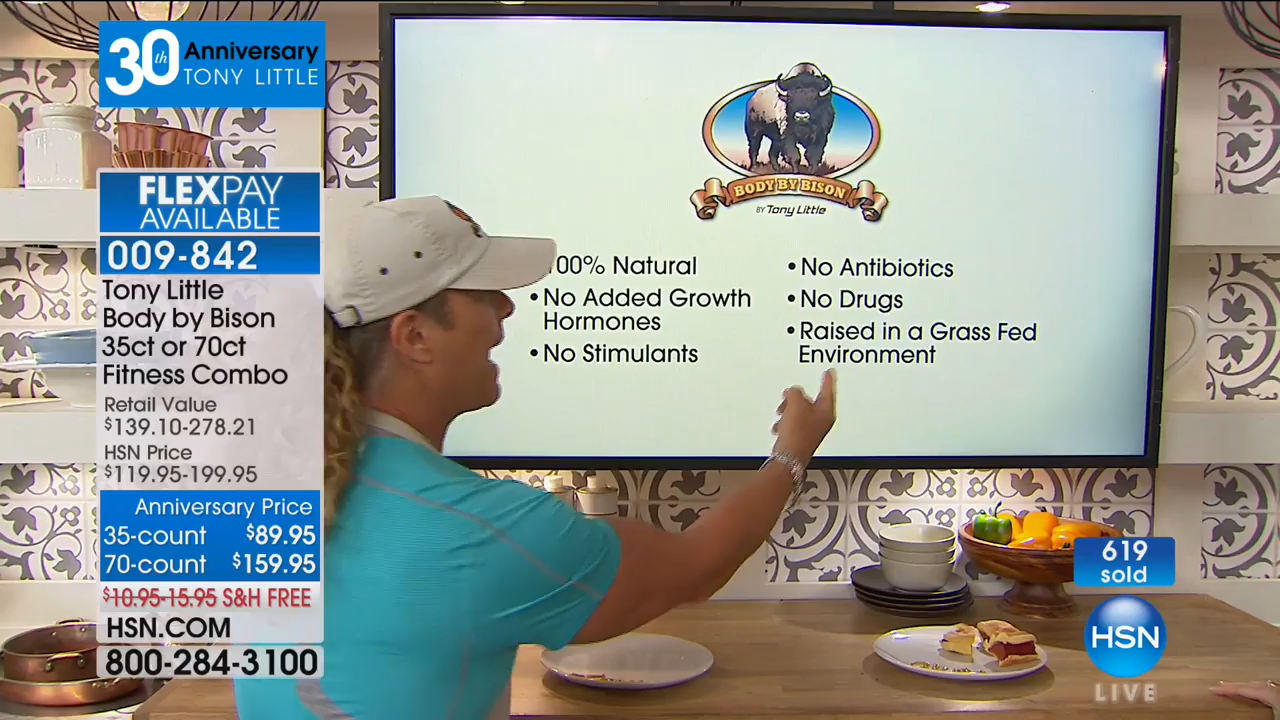 30th Anniversary
TONY LITTLE
FLEXPAY
AVAILABLE
009-842
Tony Little
Body by Bison
35ct or 70ct
Fitness Combo
Retail Value
$139.10-278.21
HSN Price
$119.95-199.95
Anniversary Price
35-count $89.95
70-count $159.95
$10.95-15.95 S&H FREE
HSN.COM
800-284-3100
BODY BY BISON
BY Tony Little
100% Natural
• No Added Growth
Hormones
• No Stimulants
• No Antibiotics
• No Drugs
• Raised in a Grass Fed
Environment
619
sold
HSN
LIVE